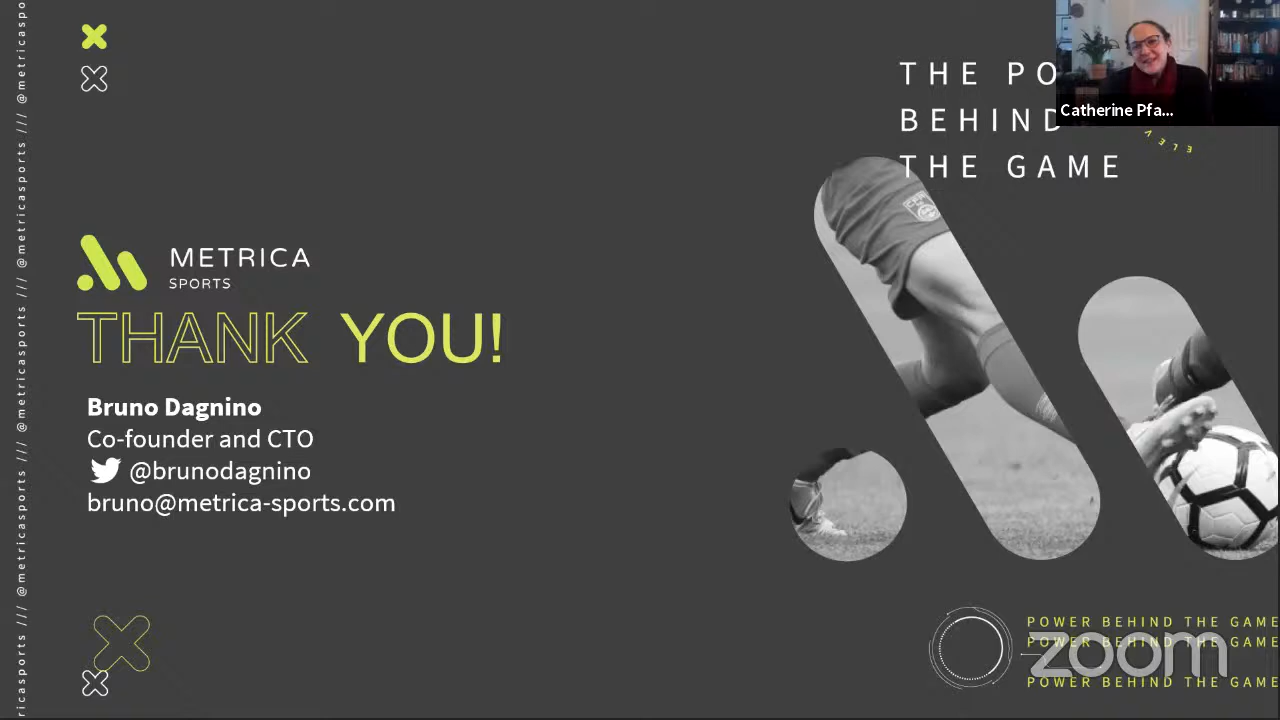 THE PO
BEHIND
THE GAME
Catherine Pfa...
E L E V
METRICA
SPORTS
THANK YOU!
Bruno Dagnino
Co-founder and CTO
@brunodagnino
bruno@metrica-sports.com
ricasports /// @metricasports /// @metricasports /// @metricasports /// @metricaspo
POWER BEHIND THE GAME
POWER BEHIND THE GAME
POWER BEHIND THE GAME
zoom